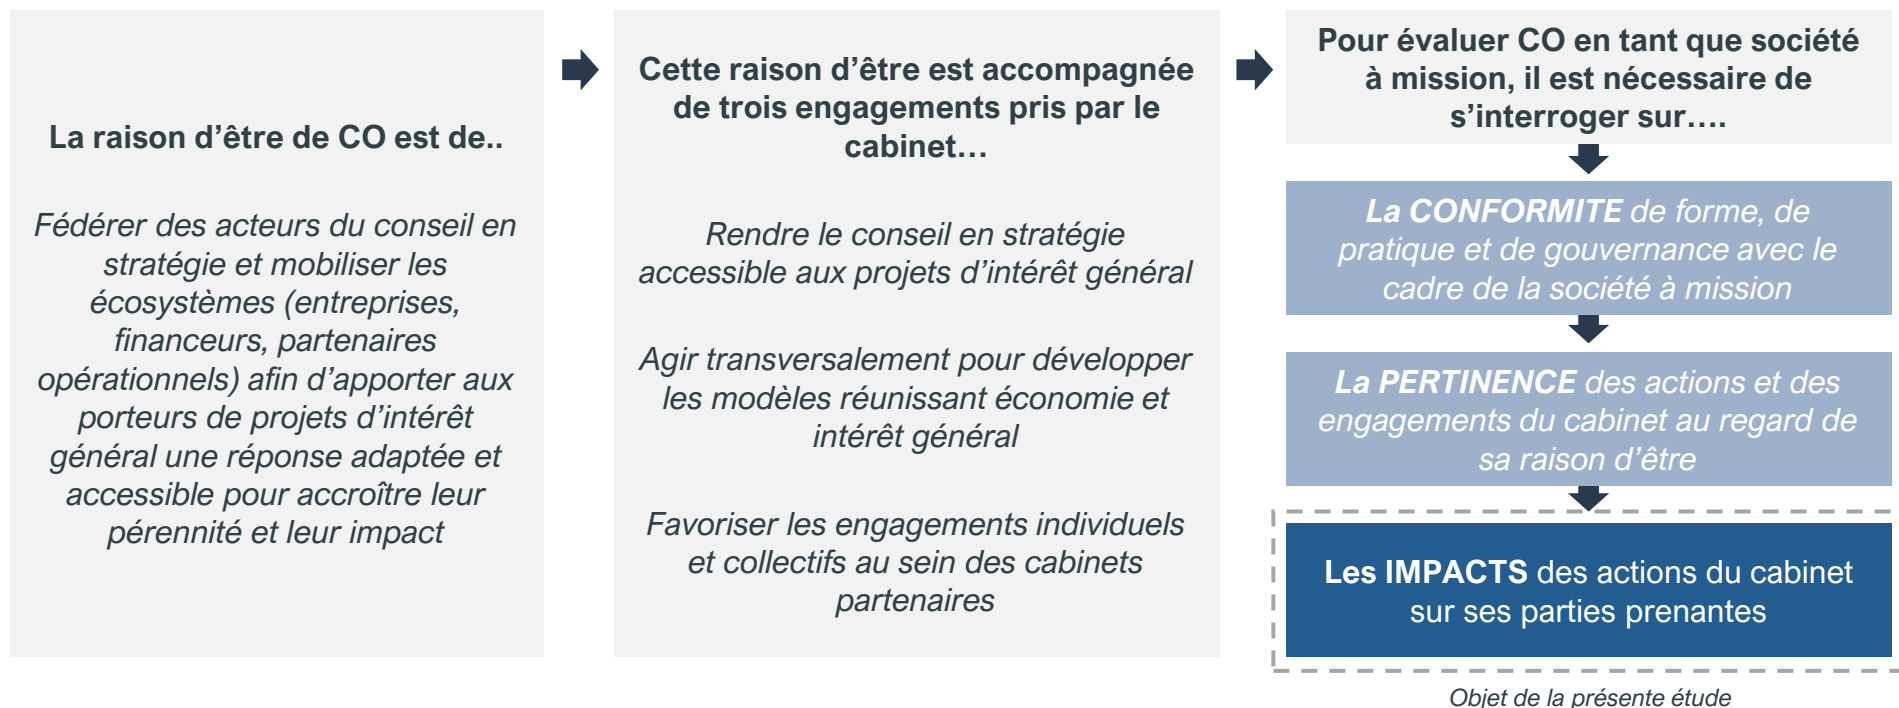 La raison d’être de CO est de..
Fédérer des acteurs du conseil en
stratégie et mobiliser les
écosystèmes (entreprises,
financeurs, partenaires
opérationnels) afin d’apporter aux
porteurs de projets d’intérêt
général une réponse adaptée et
accessible pour accroître leur
pérennité et leur impact
Cette raison d’être est accompagnée
de trois engagements pris par le
cabinet…
Rendre le conseil en stratégie
accessible aux projets d’intérêt général
Agir transversalement pour développer
les modèles réunissant économie et
intérêt général
Favoriser les engagements individuels
et collectifs au sein des cabinets
partenaires
Pour évaluer CO en tant que société
à mission, il est nécessaire de
s’interroger sur….
La CONFORMITE de forme, de
pratique et de gouvernance avec le
cadre de la société à mission
La PERTINENCE des actions et des
engagements du cabinet au regard de
sa raison d’être
Les IMPACTS des actions du cabinet
sur ses parties prenantes
Objet de la présente étude